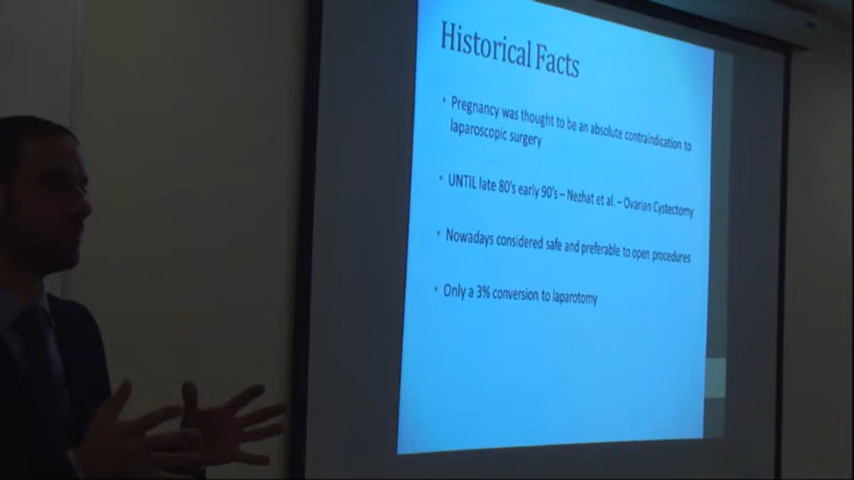 Historical Facts
• Pregnancy was thought to be an absolute contraindication to
laparoscopic surgery
• UNTIL late 80's early 90's – Nezhat et al. – Ovarian Cystectomy
• Nowadays considered safe and preferable to open procedures
• Only a 3% conversion to laparotomy